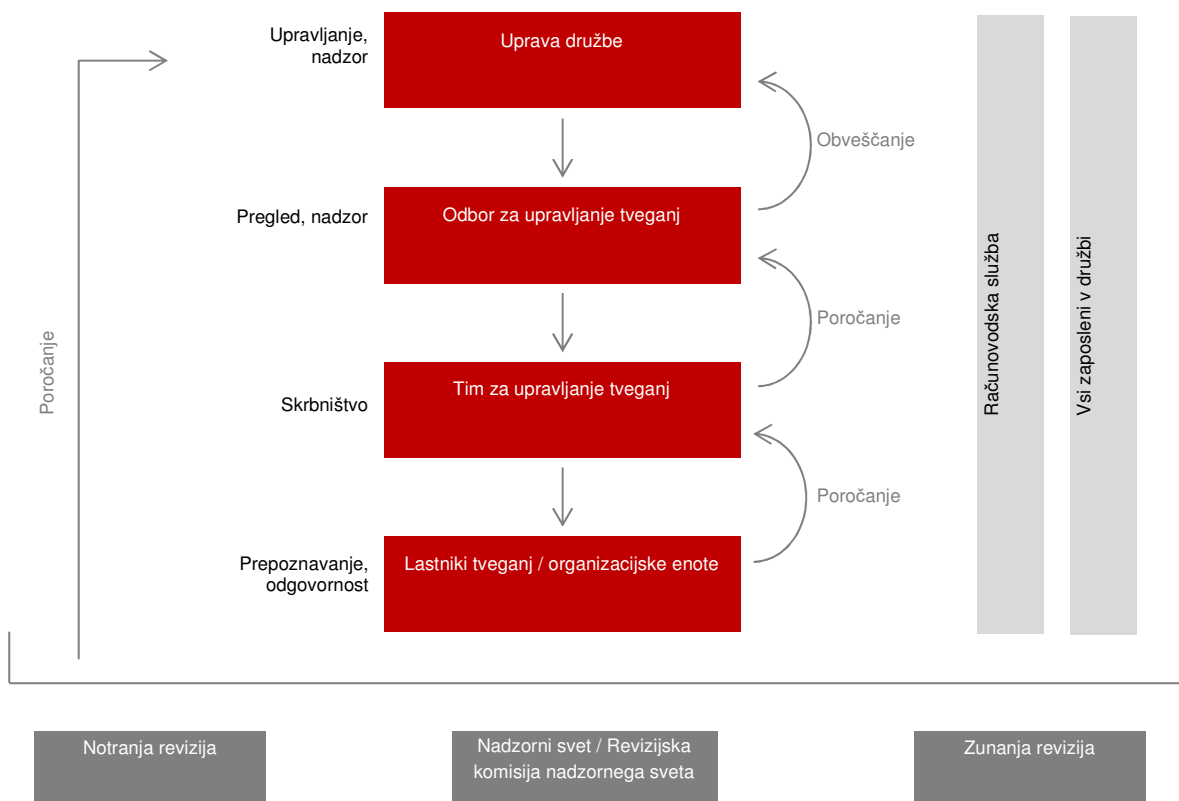 Upravljanje,
nadzor
Uprava družbe
Obveščanje
Pregled, nadzor
Odbor za upravljanje tveganj
Poročanje
Poročanje
Skrbništvo
Tim za upravljanje tveganj
Poročanje
Prepoznavanje,
odgovornost
Lastniki tveganj / organizacijske enote
Računovodska služba
Vsi zaposleni v družbi
Notranja revizija
Nadzorni svet / Revizijska
komisija nadzornega sveta
Zunanja revizija